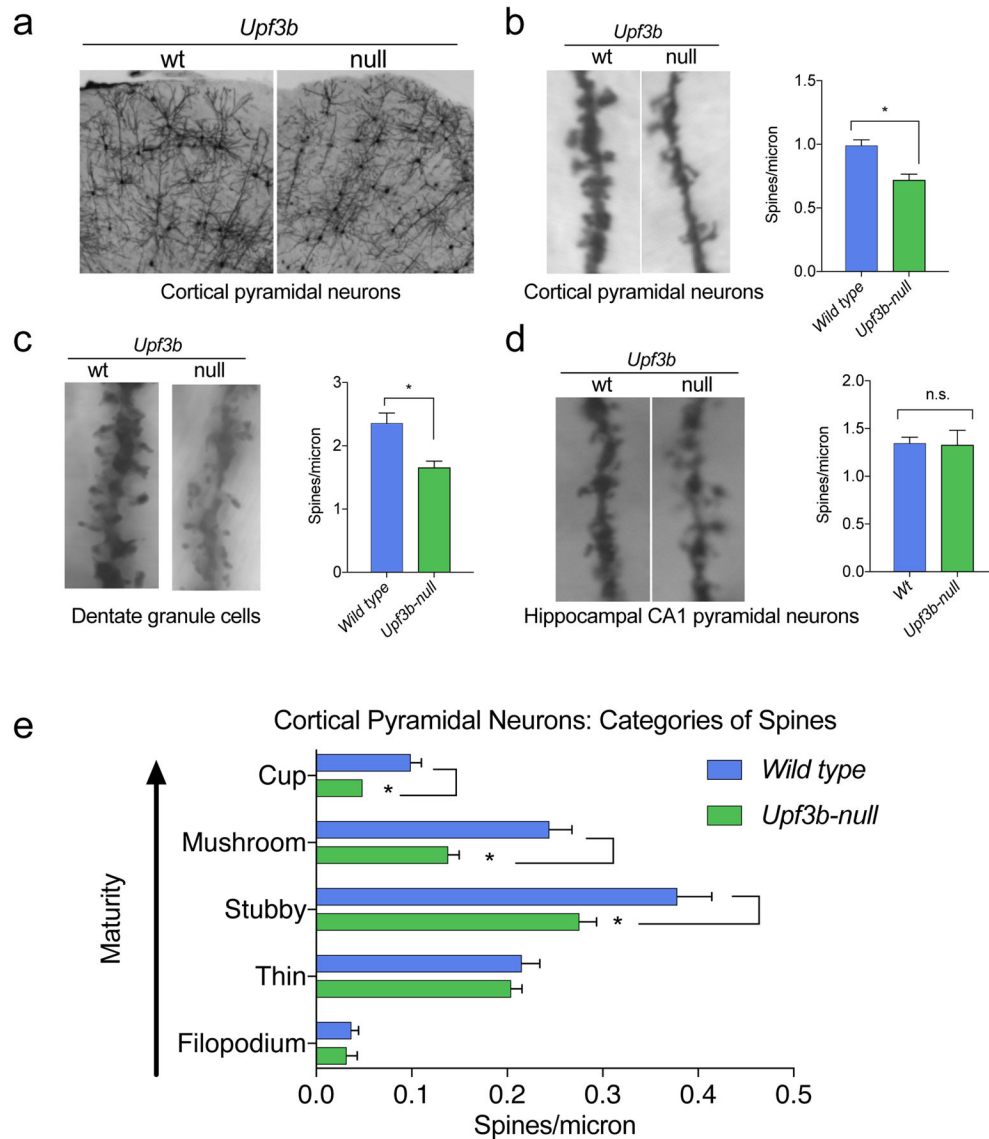 a
Upf3b
wt null
Cortical pyramidal neurons
b
Upf3b
wt null
Cortical pyramidal neurons
Spines/micron
1.5
1.0
0.5
0.0
*
Wild type
Upf3b-null
c
Upf3b
wt null
Dentate granule cells
Spines/micron
3
2
1
0
*
Wild type
Upf3b-null
d
Upf3b
wt null
Hippocampal CA1 pyramidal neurons
Spines/micron
2.0
1.5
1.0
0.5
0.0
n.s.
Wt
Upf3b-null
e
Cortical Pyramidal Neurons: Categories of Spines
Wild type
Upf3b-null
Maturity
Cup
*
Mushroom
*
Stubby
*
Thin
Filopodium
0.0 0.1 0.2 0.3 0.4 0.5
Spines/micron